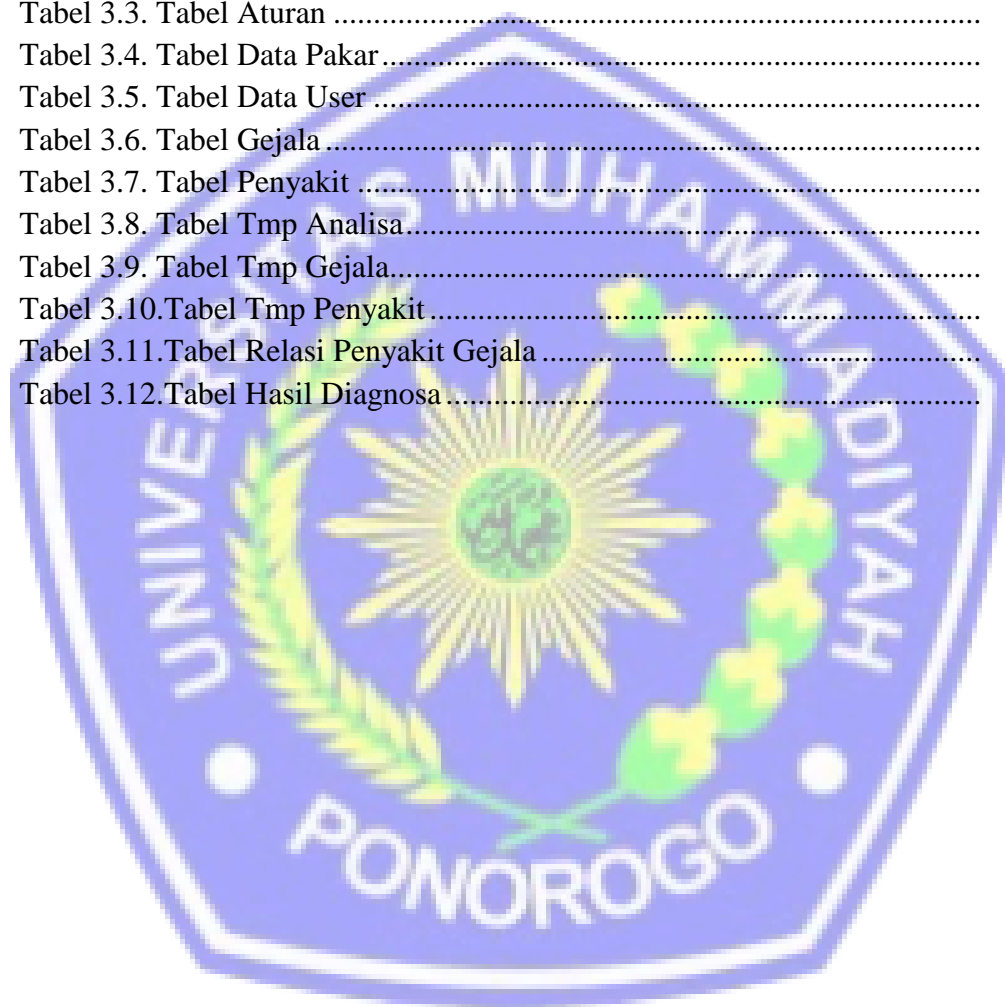 Tabel 3.3. Tabel Aturan ................................................................................
Tabel 3.4. Tabel Data Pakar..........................................................................
Tabel 3.5. Tabel Data User ...........................................................................
Tabel 3.6. Tabel Gejala.................................................................................
Tabel 3.7. Tabel Penyakit .............................................................................
Tabel 3.8. Tabel Tmp Analisa.......................................................................
Tabel 3.9. Tabel Tmp Gejala.........................................................................
Tabel 3.10.Tabel Tmp Penyakit ....................................................................
Tabel 3.11.Tabel Relasi Penyakit Gejala ......................................................
Tabel 3.12.Tabel Hasil Diagnosa ..................................................................
UNIVERSITAS MUHAMMADIYAH
PONOROGO